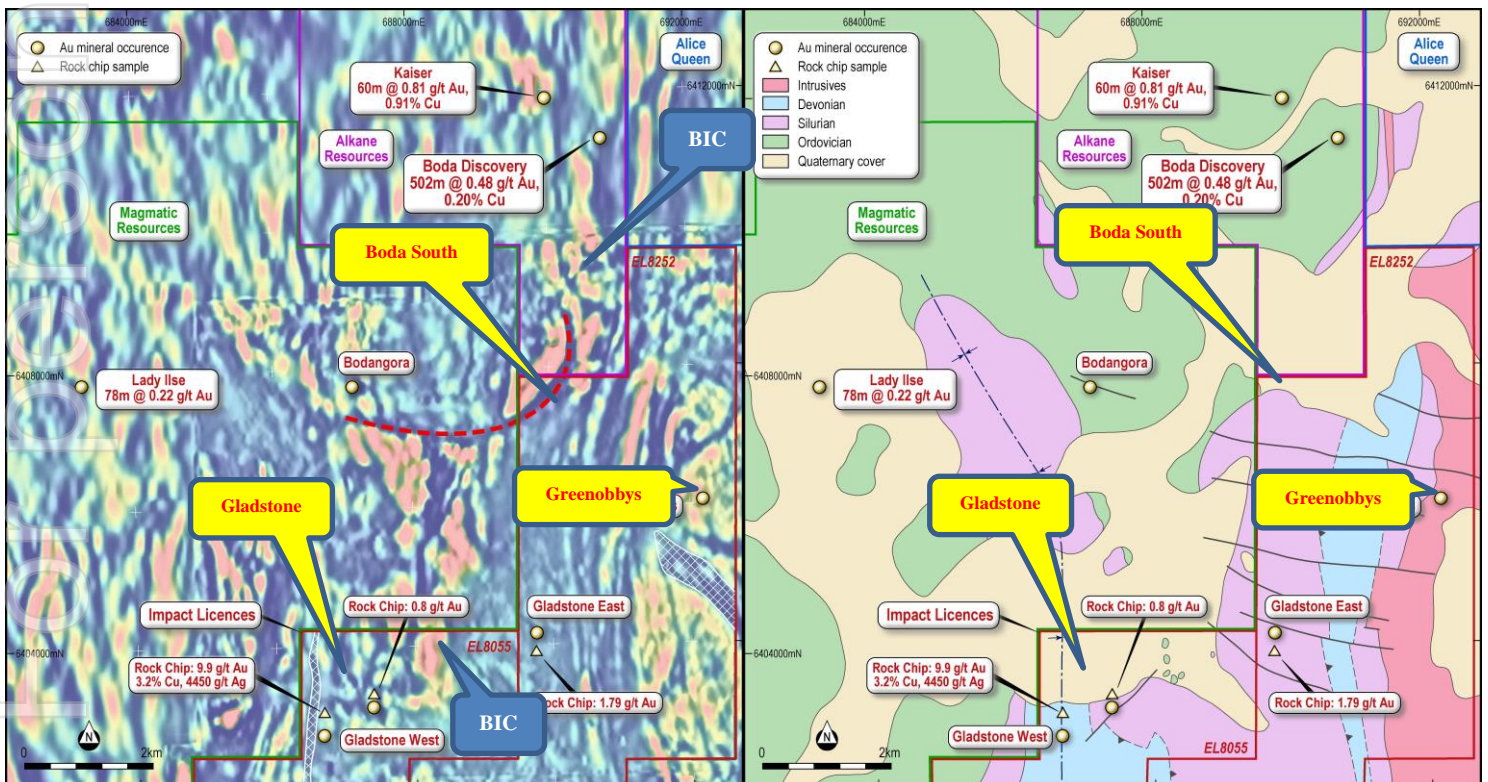 684000mE
688000mE
692000mE
Au mineral occurence
Rock chip sample
Alice
Queen
Kaiser
60m @ 0.81 g/t Au,
0.91% Cu
6412000mN
BIC
Alkane
Resources
Boda Discovery
502m @ 0.48 g/t Au,
0.20% Cu
Magmatic
Resources
Boda South
EL8252
Bodangora
6408000mN
Lady Ilse
78m @ 0.22 g/t Au
Greenobbys
Gladstone
Impact Licences
Rock Chip: 0.8 g/t Au
Gladstone East
EL8055
6404000mN
Rock Chip: 9.9 g/t Au
3.2% Cu, 4450 g/t Ag
BIC
Rock Chip: 1.79 g/t Au
Gladstone West
N
0 2km
For personal
684000mE
688000mE
692000mE
Au mineral occurence
Rock chip sample
Intrusives
Devonian
Silurian
Ordovician
Quaternary cover
Alice
Queen
Kaiser
60m @ 0.81 g/t Au,
0.91% Cu
6412000mN
Alkane
Resources
Boda Discovery
502m @ 0.48 g/t Au,
0.20% Cu
Magmatic
Resources
Boda South
EL8252
Bodangora
6408000mN
Lady Ilse
78m @ 0.22 g/t Au
Greenobbys
Gladstone
Impact Licences
Rock Chip: 0.8 g/t Au
Gladstone East
6404000mN
Rock Chip: 9.9 g/t Au
3.2% Cu, 4450 g/t Ag
Rock Chip: 1.79 g/t Au
Gladstone West
EL8055
N
0 2km